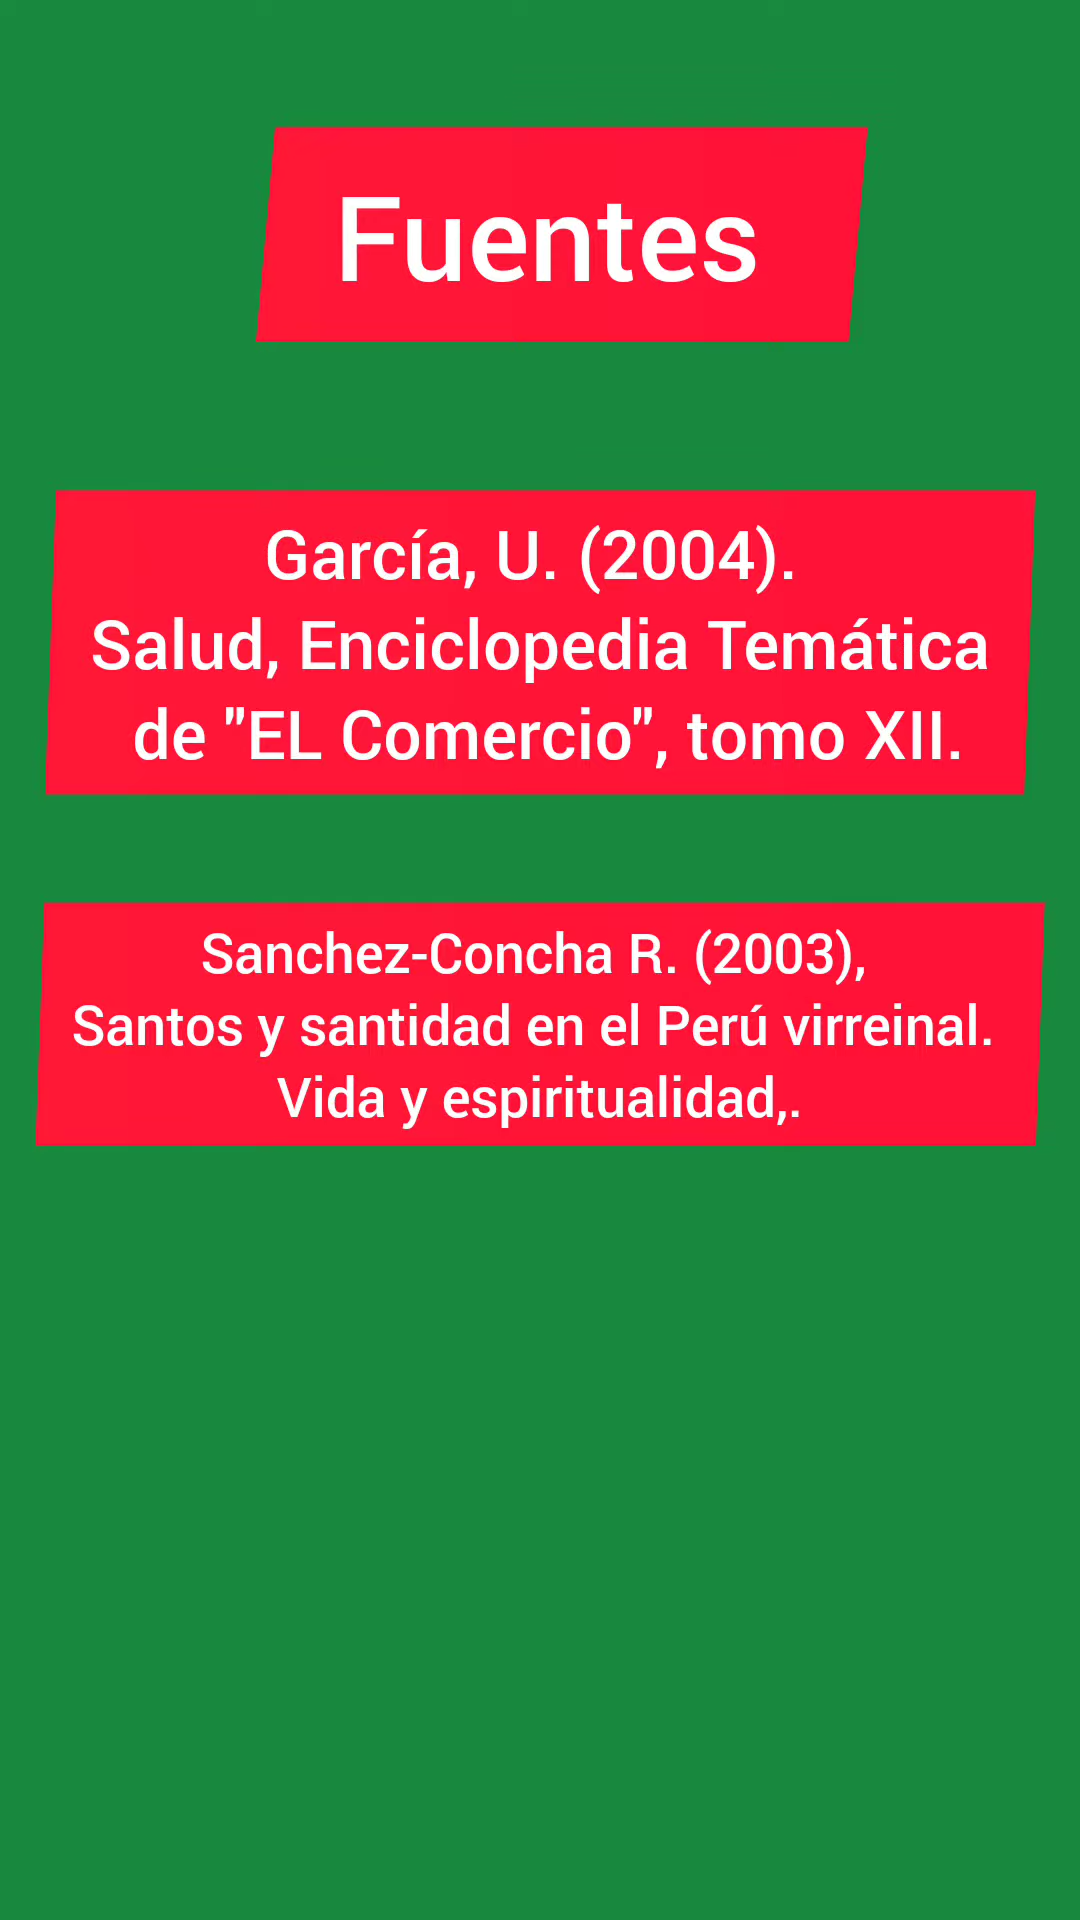 Fuentes
García, U. (2004).
Salud, Enciclopedia Temática
de "EL Comercio", tomo XII.
Sanchez-Concha R. (2003),
Santos y santidad en el Perú virreinal.
Vida y espiritualidad,.